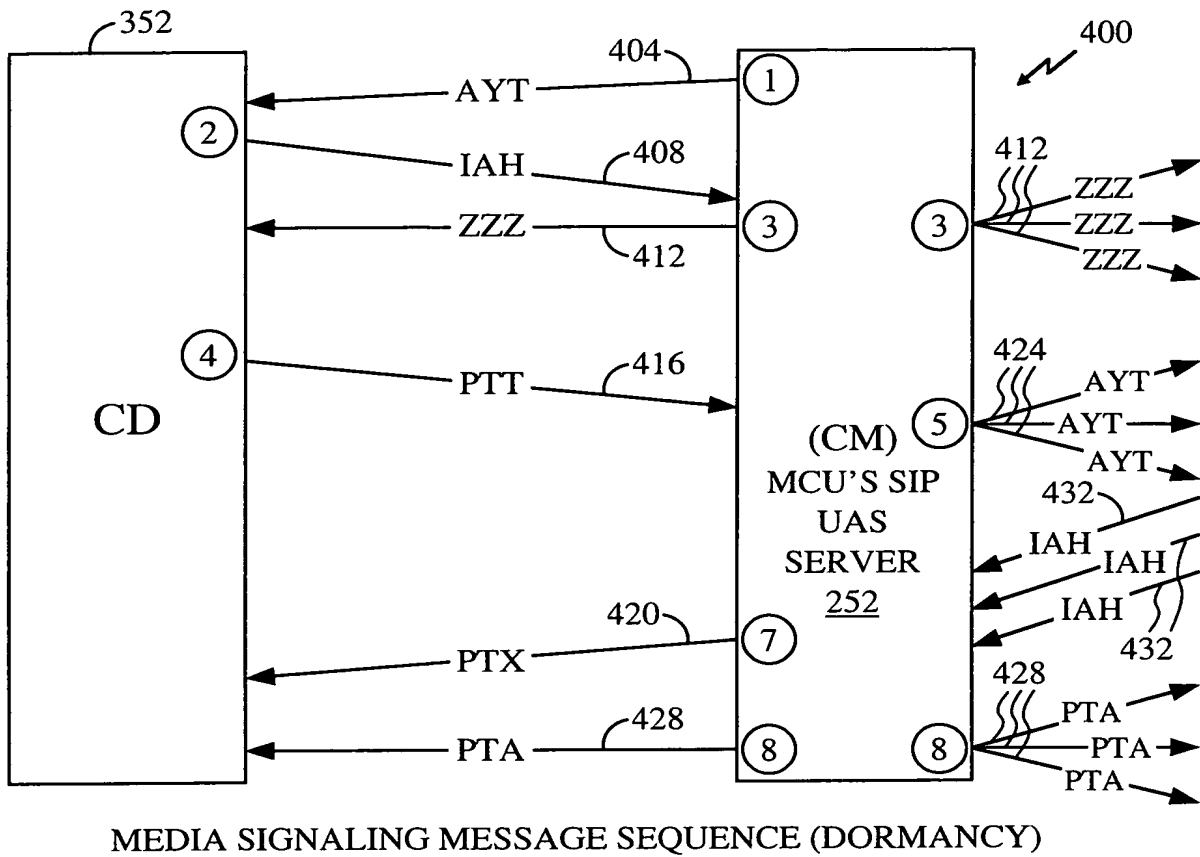 352
404
400
1
AYT
2
IAH
408
412
ZZZ
ZZZ
ZZZ
ZZZ
3
3
412
4
PTT
416
424
AYT
AYT
AYT
5
CD
(CM)
MCU'S SIP
UAS
SERVER
252
432
IAH
IAH
IAH
432
420
7
PTX
428
PTA
PTA
PTA
428
PTA
8
8
MEDIA SIGNALING MESSAGE SEQUENCE (DORMANCY)